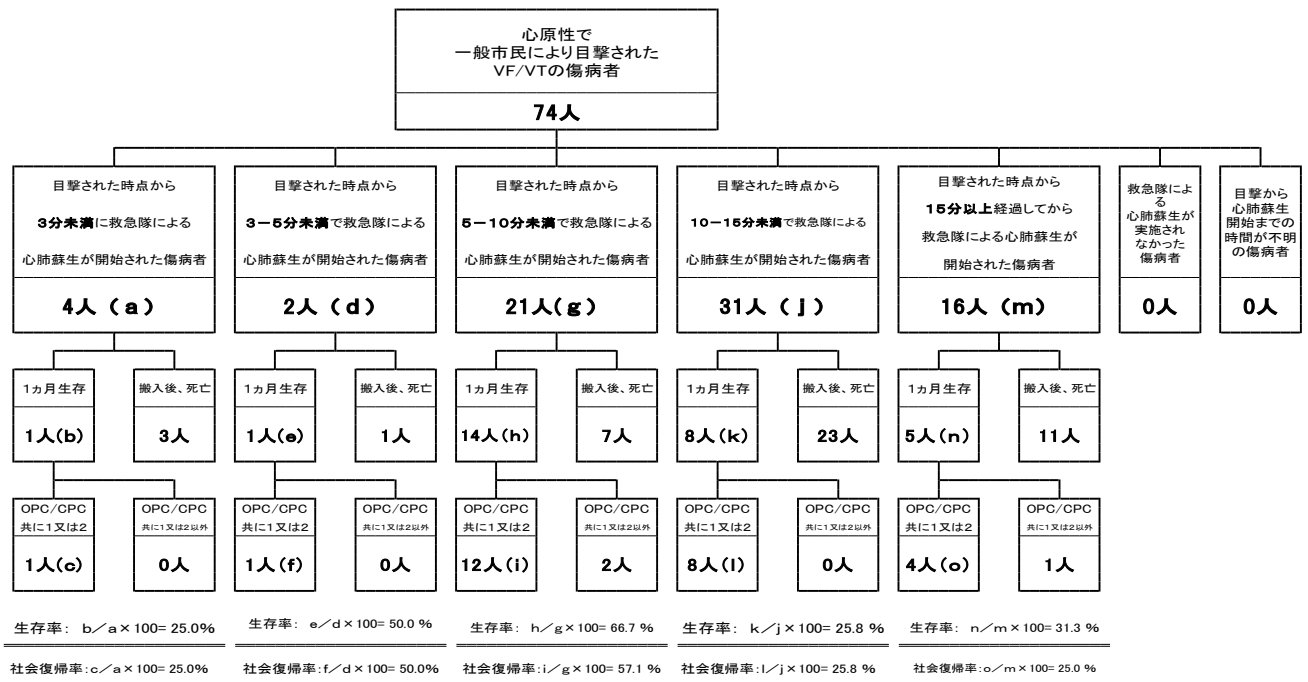 心原性で
一般市民により目撃された
VF/VTの傷病者
74人
目撃された時点から
3分未満に救急隊による
心肺蘇生が開始された傷病者
4人 (a)
目撃された時点から
3－5分未満で救急隊による
心肺蘇生が開始された傷病者
2人 (d)
目撃された時点から
5－10分未満で救急隊による
心肺蘇生が開始された傷病者
21人(g)
目撃された時点から
10－15分未満で救急隊による
心肺蘇生が開始された傷病者
31人 (j)
目撃された時点から
15分以上経過してから
救急隊による心肺蘇生が
開始された傷病者
16人 (m)
救急隊によ
る
心肺蘇生が
実施され
なかった
傷病者
0人
目撃から
心肺蘇生
開始までの
時間が不明
の傷病者
0人
1ヵ月生存
1人(b)
搬入後、死亡
3人
1ヵ月生存
1人(e)
搬入後、死亡
1人
1ヵ月生存
14人(h)
搬入後、死亡
7人
1ヵ月生存
8人(k)
搬入後、死亡
23人
1ヵ月生存
5人(n)
搬入後、死亡
11人
OPC/CPC
共に1又は2
1人(c)
OPC/CPC
共に1又は2以外
0人
OPC/CPC
共に1又は2
1人(f)
OPC/CPC
共に1又は2以外
0人
OPC/CPC
共に1又は2
12人(i)
OPC/CPC
共に1又は2以外
2人
OPC/CPC
共に1又は2
8人(l)
OPC/CPC
共に1又は2以外
0人
OPC/CPC
共に1又は2
4人(o)
OPC/CPC
共に1又は2以外
1人
生存率: b／a×100= 25.0%
生存率: e／d×100= 50.0 %
生存率: h／g×100= 66.7 %
生存率: k／j×100= 25.8 %
生存率: n／m×100= 31.3 %
社会復帰率:c／a×100= 25.0%
社会復帰率:f／d×100= 50.0%
社会復帰率:i／g×100= 57.1 %
社会復帰率:l／j×100= 25.8 %
社会復帰率:o／m×100= 25.0 %